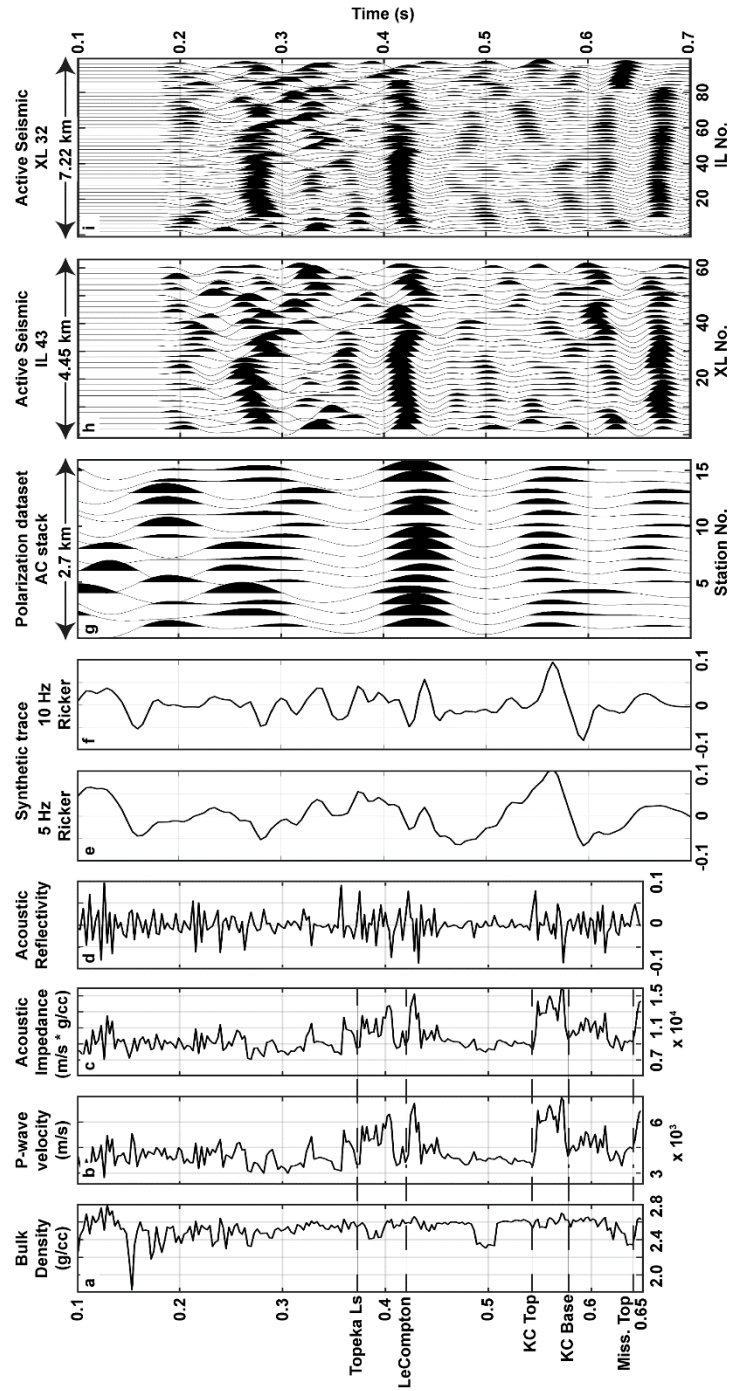 Bulk
Density
(g/cc)
P-wave
velocity
(m/s)
Acoustic
Impedance
(m/s * g/cc)
Acoustic
Reflectivity
Synthetic trace
5 Hz
Ricker
10 Hz
Ricker
Polarization dataset
AC stack
2.7 km
Active Seismic
IL 43
4.45 km
Active Seismic
XL 32
7.22 km
a
b
c
d
e
f
g
h
i
0.1
0.2
0.3
Topeka Ls
0.4
LeCompton
0.5
KC Top
KC Base
0.6
Miss. Top
0.65
Time (s)
0.1
0.2
0.3
0.4
0.5
0.6
0.7
2.0 2.4 2.8
3 6
x 10³
0.7 1.1 1.5
x 10⁴
-0.1 0 0.1
-0.1 0 0.1
-0.1 0 0.1
5 10 15
Station No.
20 40 60
XL No.
20 40 60 80
IL No.